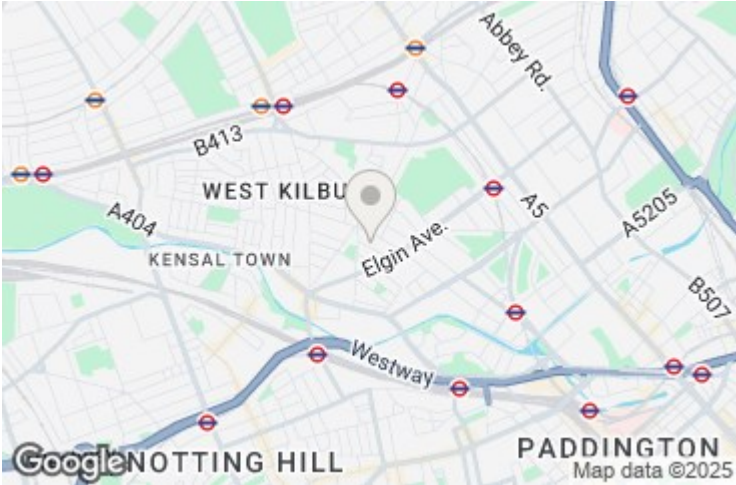 Abbey Rd.
B413
WEST KILBU
A404
A5
A5205
Elgin Ave.
KENSAL TOWN
B507
Westway
Google
NOTTING HILL
PADDINGTON
Map data ©2025